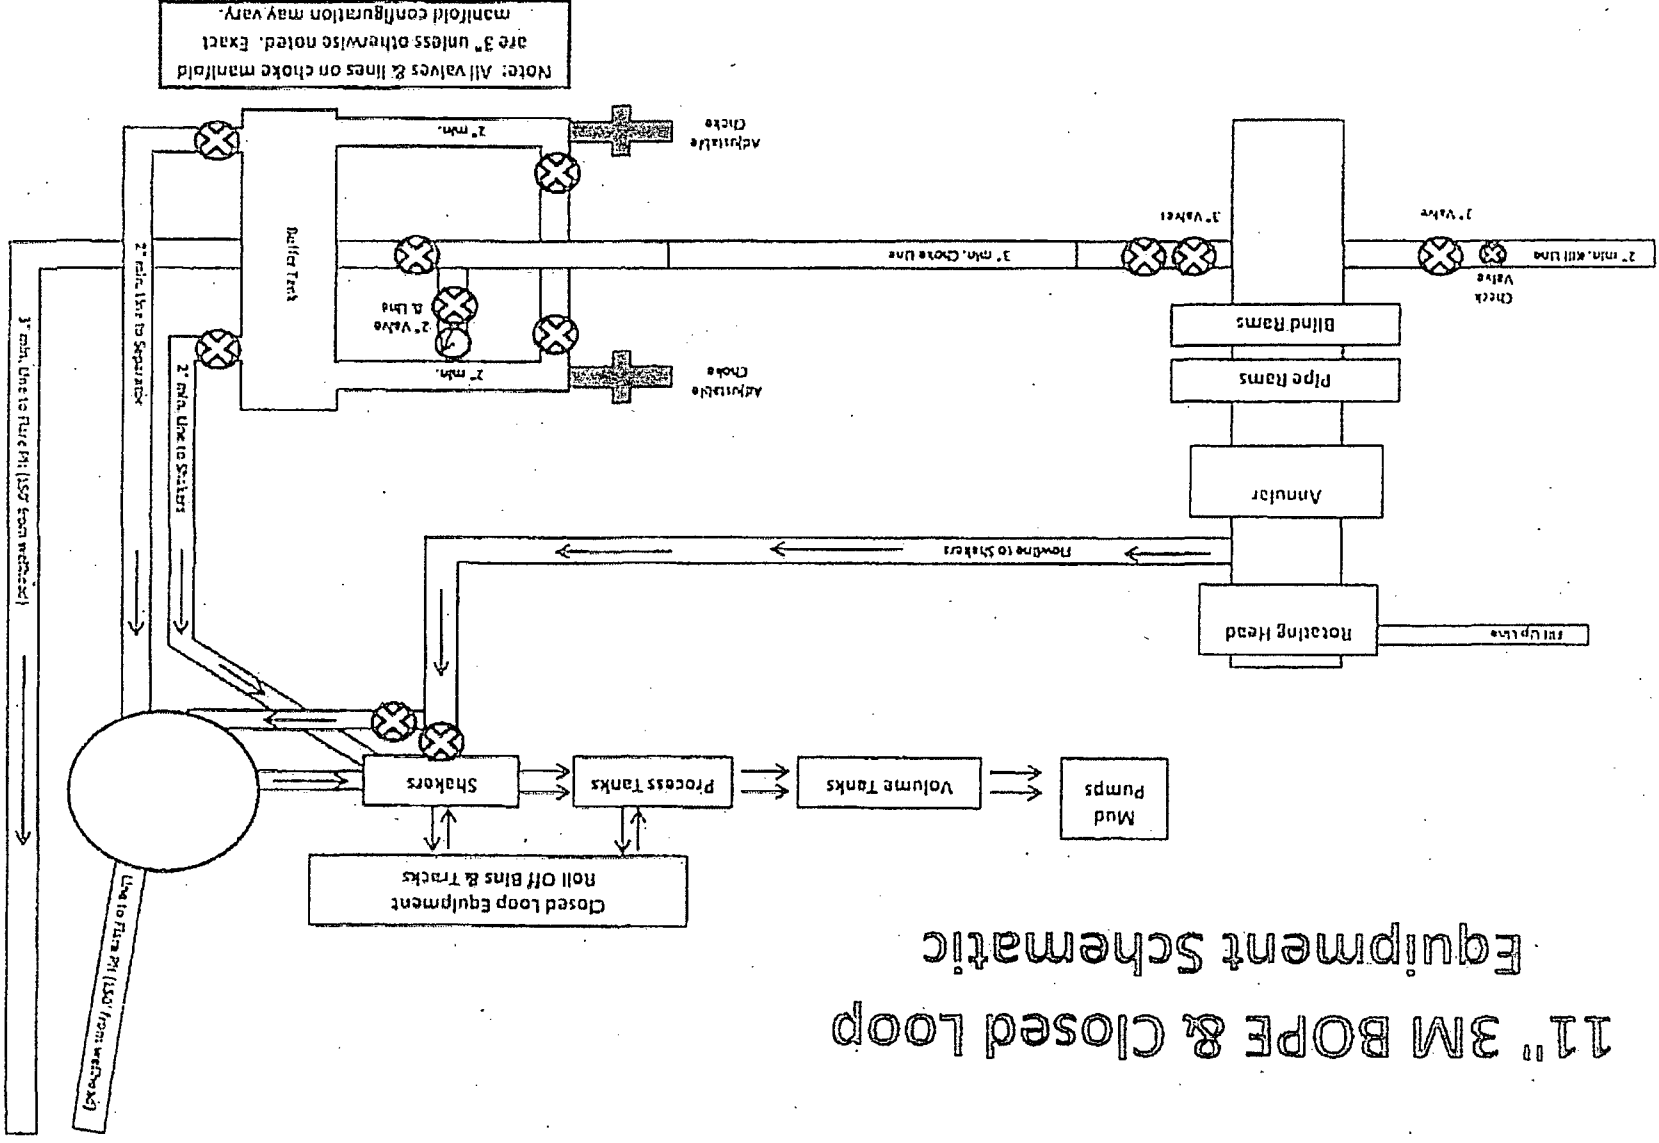 11" 3M BOPE & Closed Loop
Equipment Schematic
Mud
Pumps
Volume Tanks
Process Tanks
Shakers
Closed Loop Equipment
Roll Off Bins & Tracks
Line to Flare Pit (150' from wellhead)
Fill Up Line
Rotating Head
Flowline to Shakers
Annular
Pipe Rams
Blind Rams
Check
Valve
2" min. Kill Line
2" Valve
3" Valves
3" min. Choke Line
Adjustable
Choke
2" min.
2" Valve
& Line
Adjustable
Choke
2" min.
Buffer Tank
2" min. Line to Shakers
2" min. Line to Separator
3" min. Line to Flare Pit (150' from wellhead)
Note: All valves & lines on choke manifold
are 3" unless otherwise noted. Exact
manifold configuration may vary.